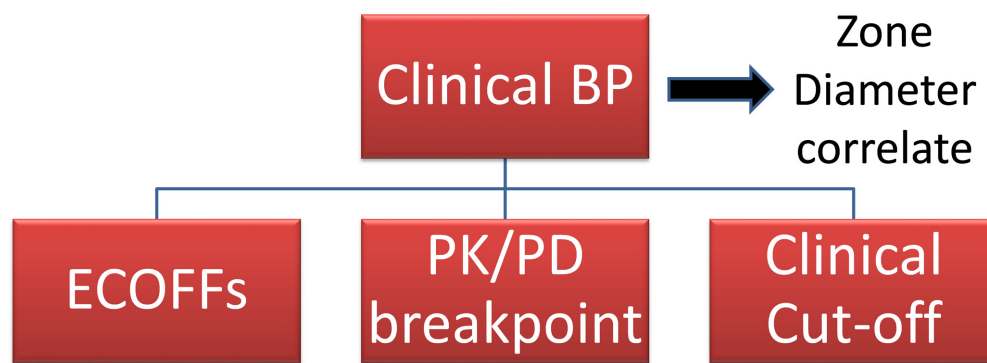 Clinical BP
Zone
Diameter
correlate
ECOFFs
PK/PD
breakpoint
Clinical
Cut-off